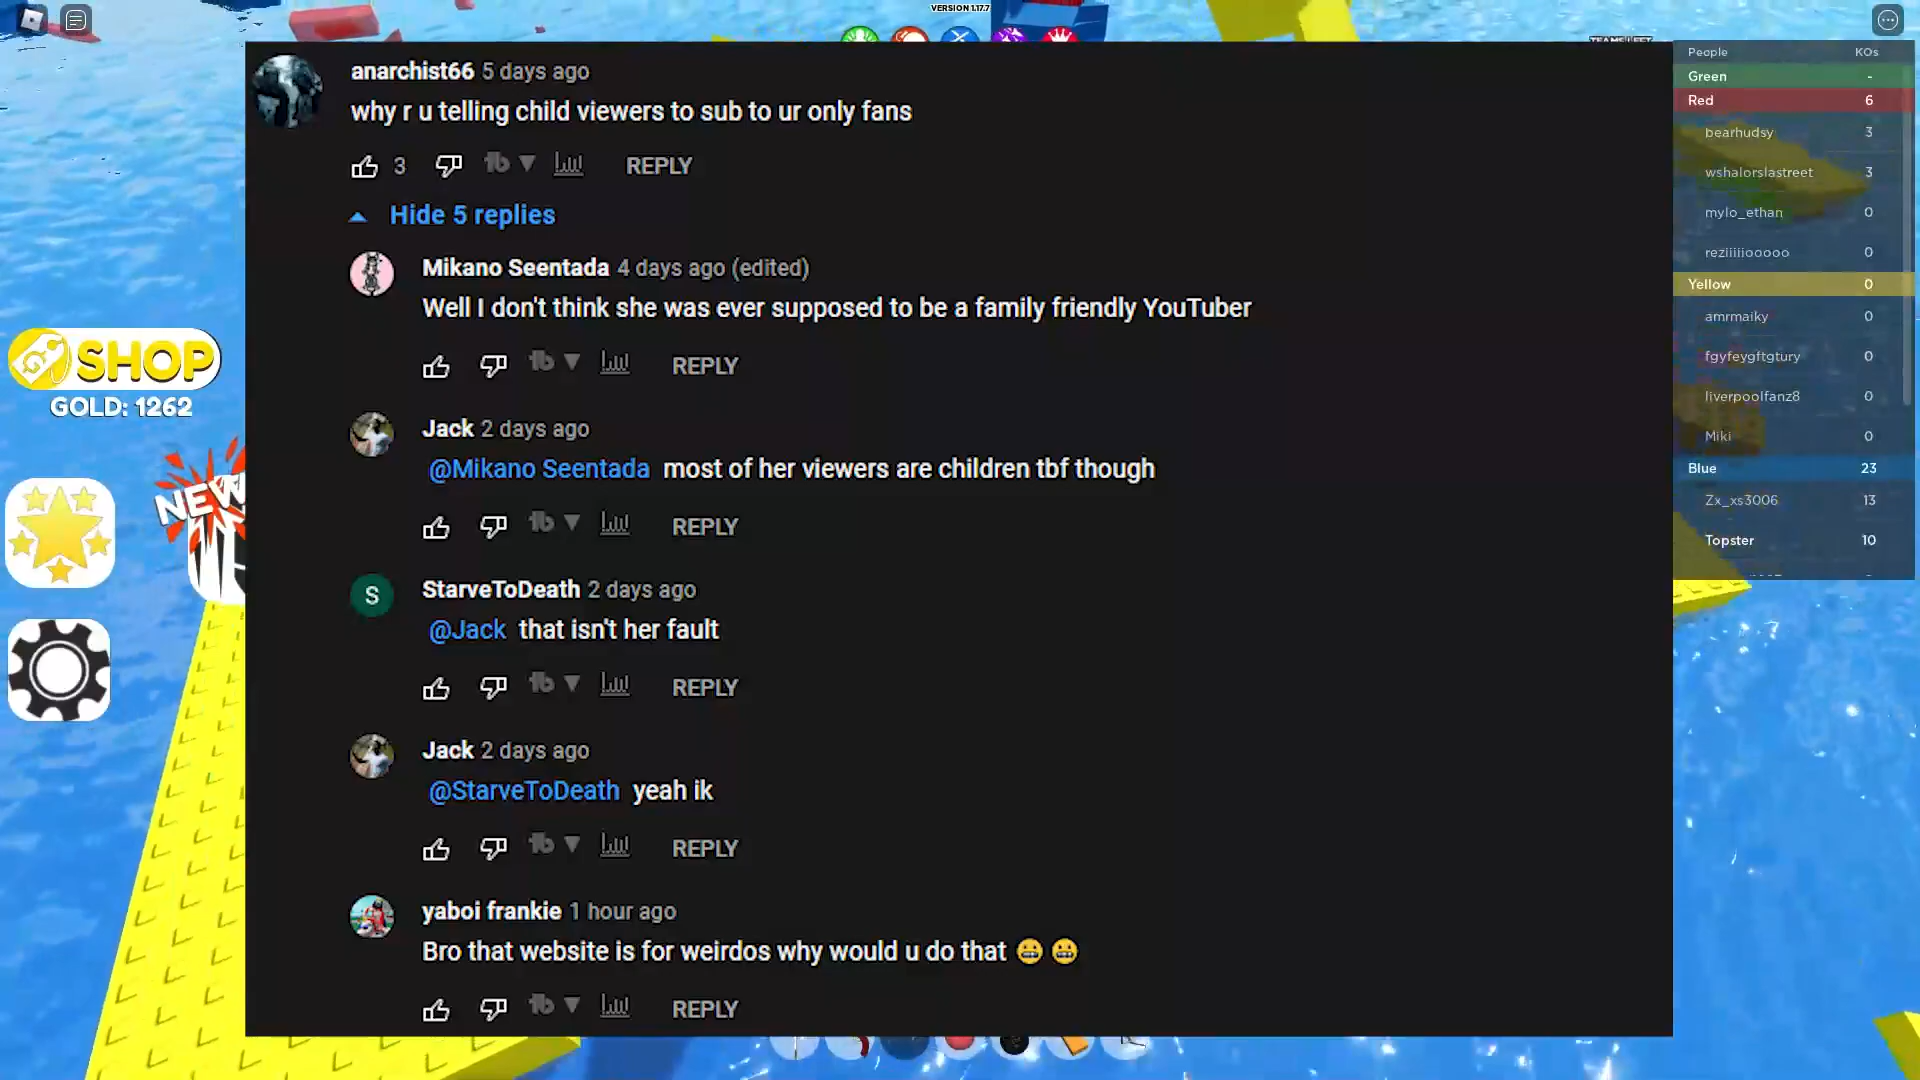 VERSION 1.17.7
anarchist66 5 days ago
why r u telling child viewers to sub to ur only fans
3 REPLY
Hide 5 replies
Mikano Seentada 4 days ago (edited)
Well I don't think she was ever supposed to be a family friendly YouTuber
REPLY
Jack 2 days ago
@Mikano Seentada most of her viewers are children tbf though
REPLY
S
StarveToDeath 2 days ago
@Jack that isn't her fault
REPLY
Jack 2 days ago
@StarveToDeath yeah ik
REPLY
yaboi frankie 1 hour ago
Bro that website is for weirdos why would u do that 😬 😬
REPLY
SHOP
GOLD: 1262
NEW
People KOs
Green -
Red 6
bearhudsy 3
wshalorslastreet 3
mylo_ethan 0
reziiiiiooooo 0
Yellow 0
amrmaiky 0
fgyfeygftgtury 0
liverpoolfanz8 0
Miki 0
Blue 23
Zx_xs3006 13
Topster 10